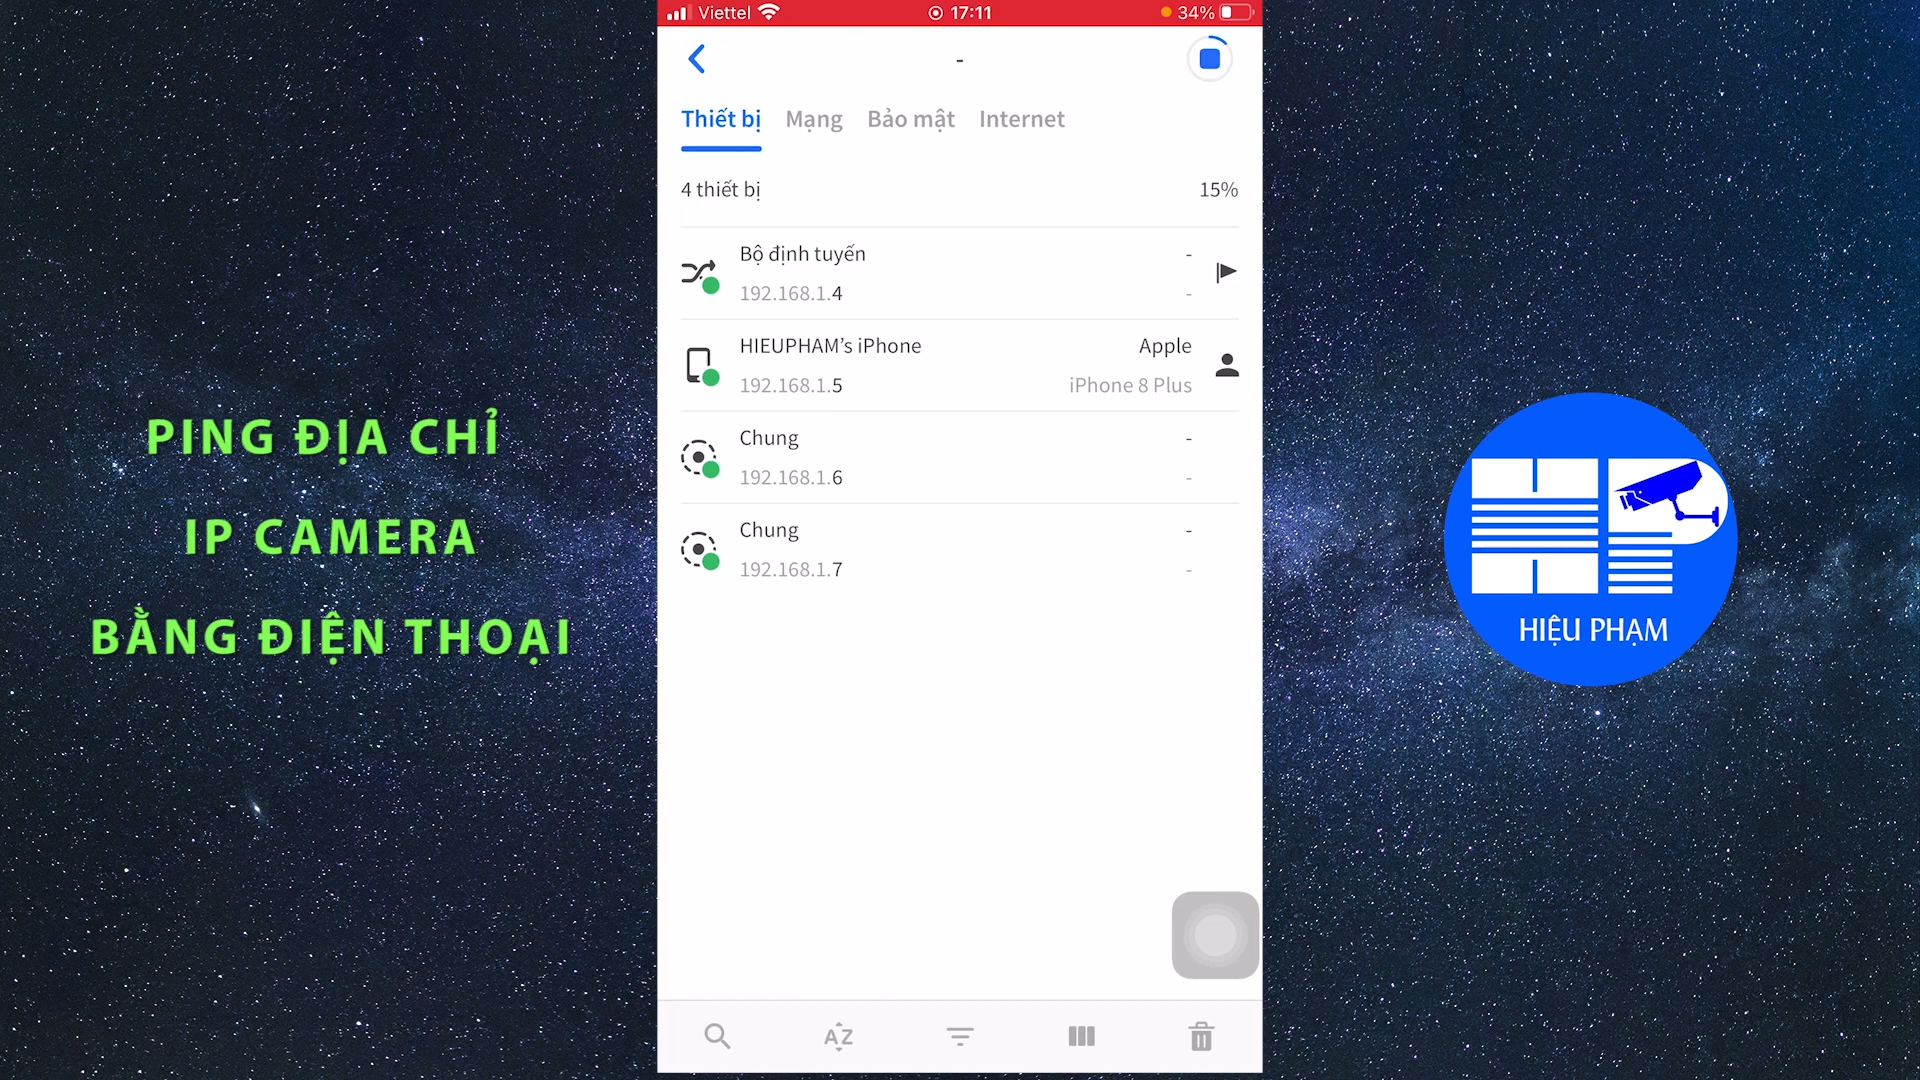 Viettel
17:11
34%
-
Thiết bị
Mạng
Bảo mật
Internet
4 thiết bị
15%
Bộ định tuyến
-
192.168.1.4
-
HIEUPHAM’s iPhone
Apple
192.168.1.5
iPhone 8 Plus
Chung
-
192.168.1.6
-
Chung
-
192.168.1.7
-
AZ
PING ĐỊA CHỈ
IP CAMERA
BẰNG ĐIỆN THOẠI
HIỆU PHẠM